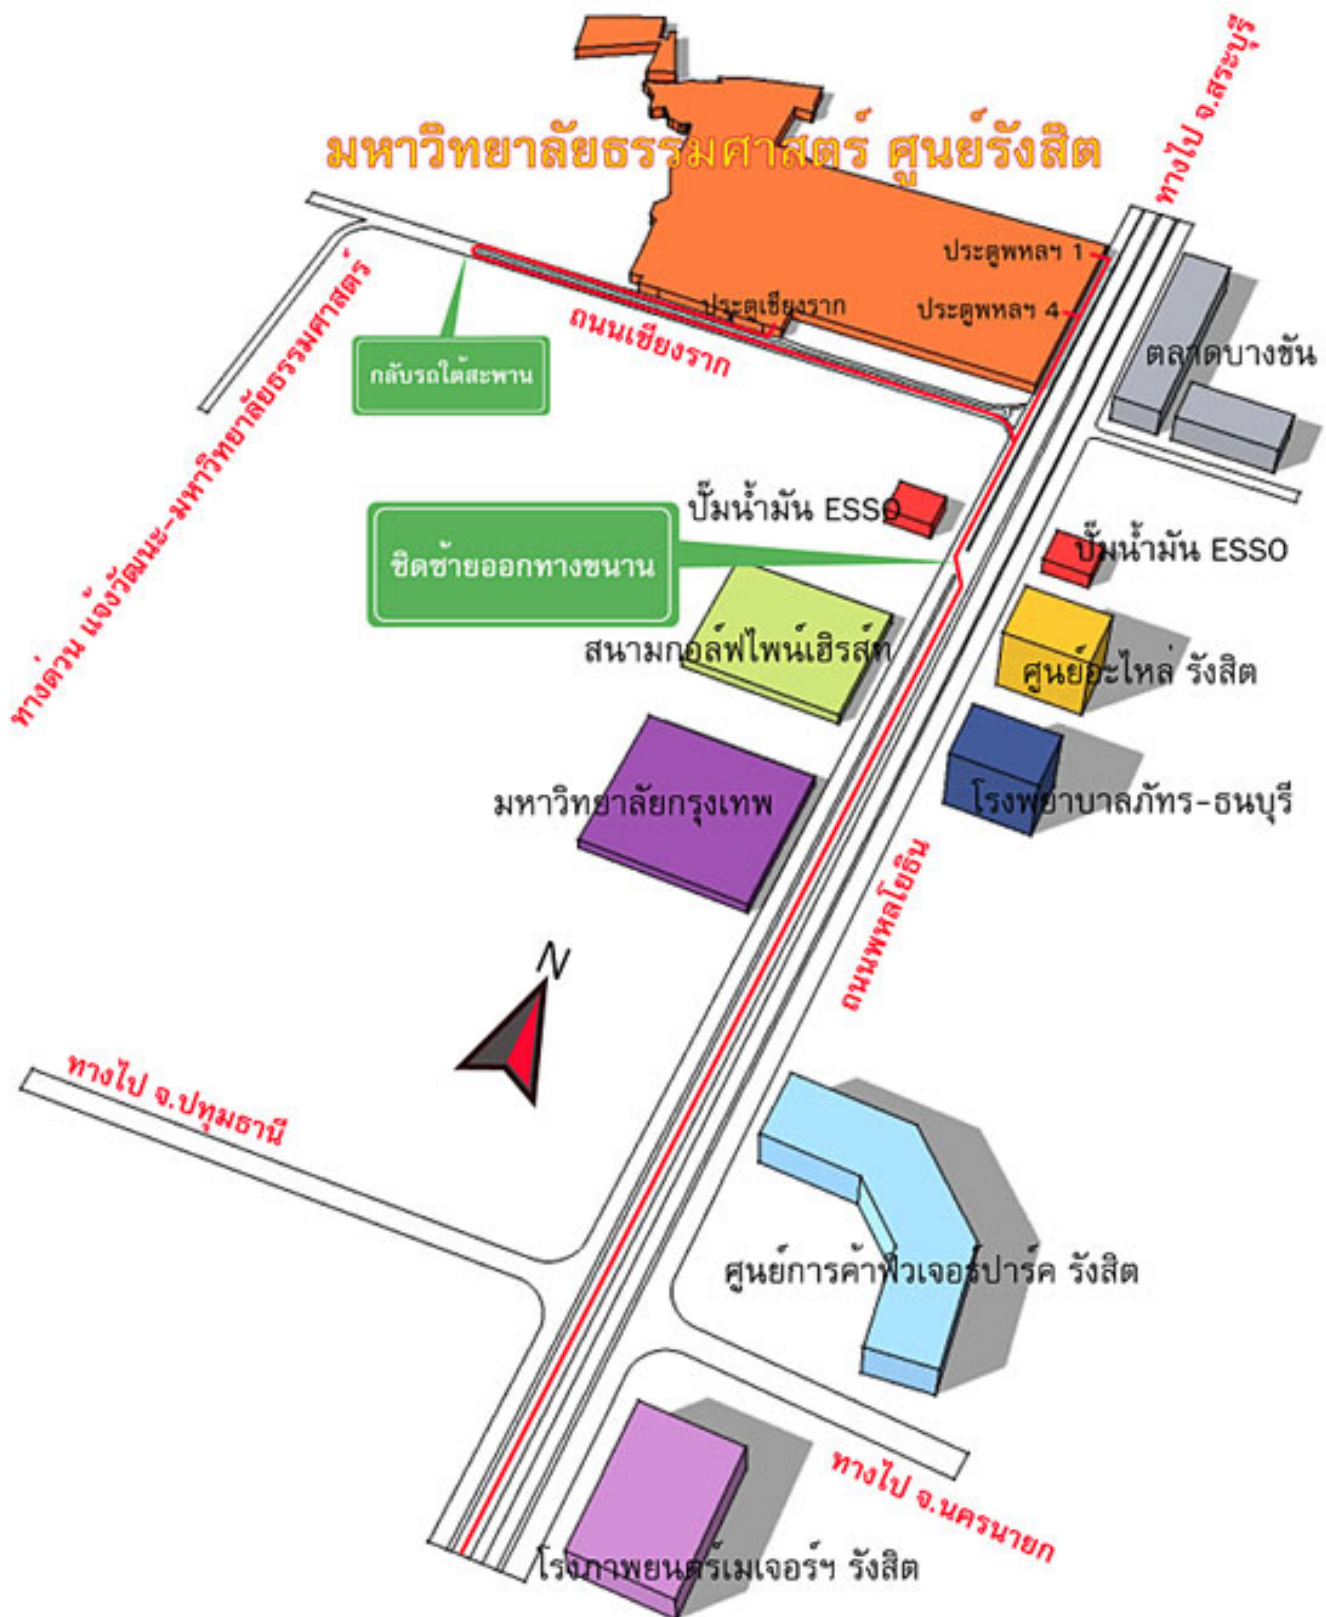 ทางไป จ.สระบุรี
มหาวิทยาลัยธรรมศาสตร์ ศูนย์รังสิต
ประตูพหลฯ 1
ประตูเชียงราก
ประตูพหลฯ 4
ถนนเชียงราก
ตลาดบางขัน
กลับรถใต้สะพาน
ทางด่วน แจ้งวัฒนะ-มหาวิทยาลัยธรรมศาสตร์
ปั๊มน้ำมัน ESSO
ปั๊มน้ำมัน ESSO
ชิดซ้ายออกทางขนาน
สนามกอล์ฟไพน์เฮิรสท์
ศูนย์อะไหล่ รังสิต
มหาวิทยาลัยกรุงเทพ
โรงพยาบาลภัทร-ธนบุรี
ถนนพหลโยธิน
N
ทางไป จ.ปทุมธานี
ศูนย์การค้าฟิวเจอร์ปาร์ค รังสิต
ทางไป จ.นครนายก
โรงภาพยนตร์เมเจอร์ฯ รังสิต